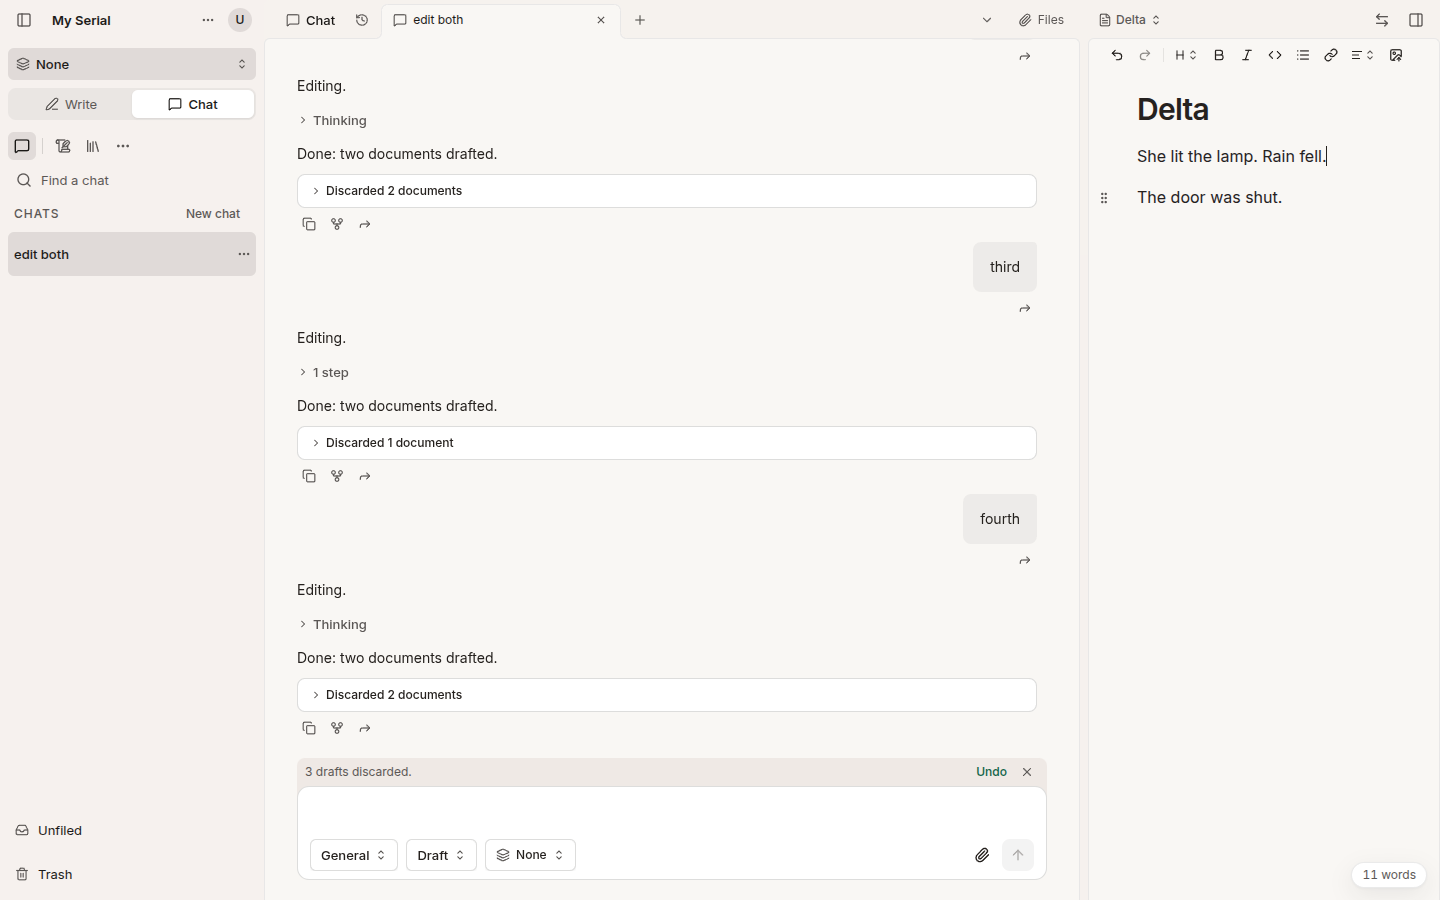 My Serial
U
None
Write
Chat
Find a chat
CHATS
New chat
edit both
Unfiled
Trash
Chat
edit both
Files
Editing.
Thinking
Done: two documents drafted.
Discarded 2 documents
third
Editing.
1 step
Done: two documents drafted.
Discarded 1 document
fourth
Editing.
Thinking
Done: two documents drafted.
Discarded 2 documents
3 drafts discarded.
Undo
General
Draft
None
Delta
H
B
I
Delta
She lit the lamp. Rain fell.
The door was shut.
11 words